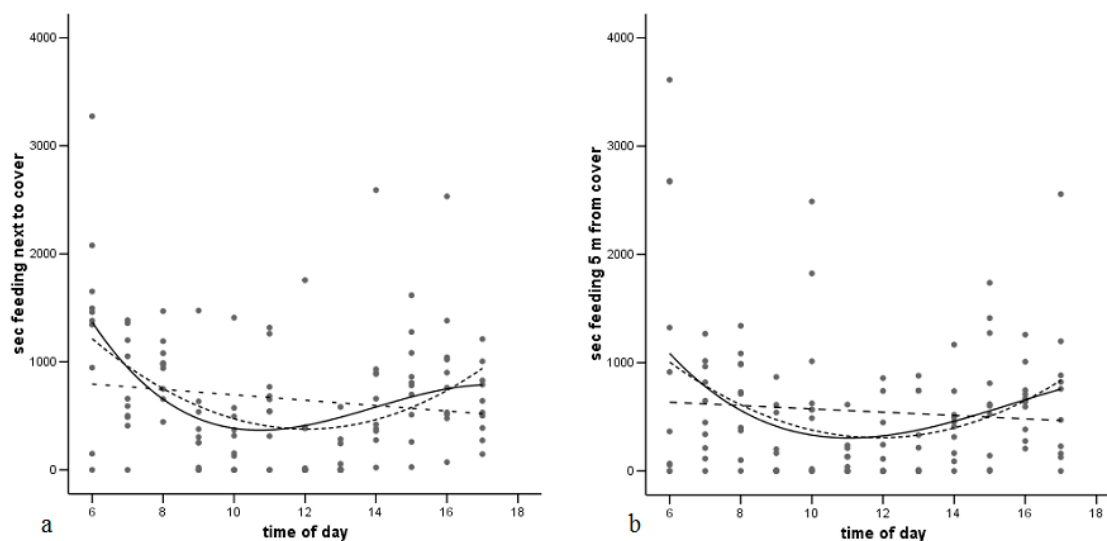 4000
3000
2000
1000
0
sec feeding next to cover
6 8 10 12 14 16 18
time of day
a
4000
3000
2000
1000
0
sec feeding 5 m from cover
6 8 10 12 14 16 18
time of day
b